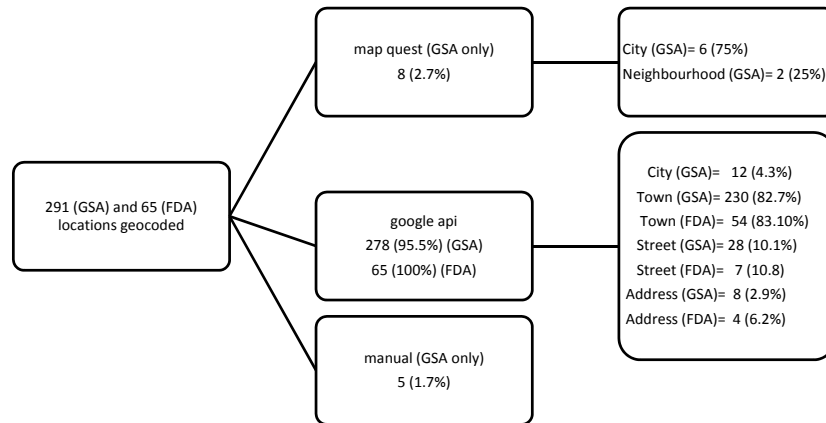 291 (GSA) and 65 (FDA)
locations geocoded
map quest (GSA only)
8 (2.7%)
City (GSA)= 6 (75%)
Neighbourhood (GSA)= 2 (25%)
google api
278 (95.5%) (GSA)
65 (100%) (FDA)
City (GSA)= 12 (4.3%)
Town (GSA)= 230 (82.7%)
Town (FDA)= 54 (83.10%)
Street (GSA)= 28 (10.1%)
Street (FDA)= 7 (10.8)
Address (GSA)= 8 (2.9%)
Address (FDA)= 4 (6.2%)
manual (GSA only)
5 (1.7%)